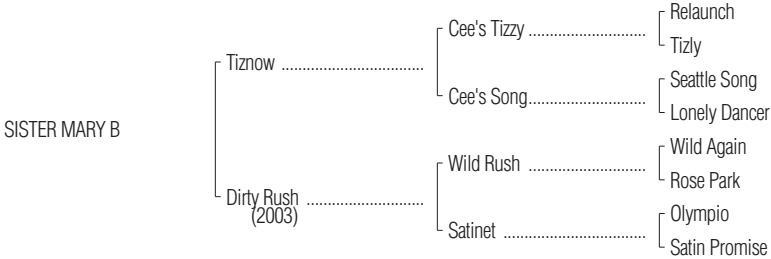 Relaunch
Cee's Tizzy ....................................
Tizly
Tiznow ...........................................
Seattle Song
Cee's Song....................................
Lonely Dancer
SISTER MARY B
Wild Again
Wild Rush ....................................
Rose Park
Dirty Rush ....................................
(2003)
Olympio
Satinet ...........................................
Satin Promise